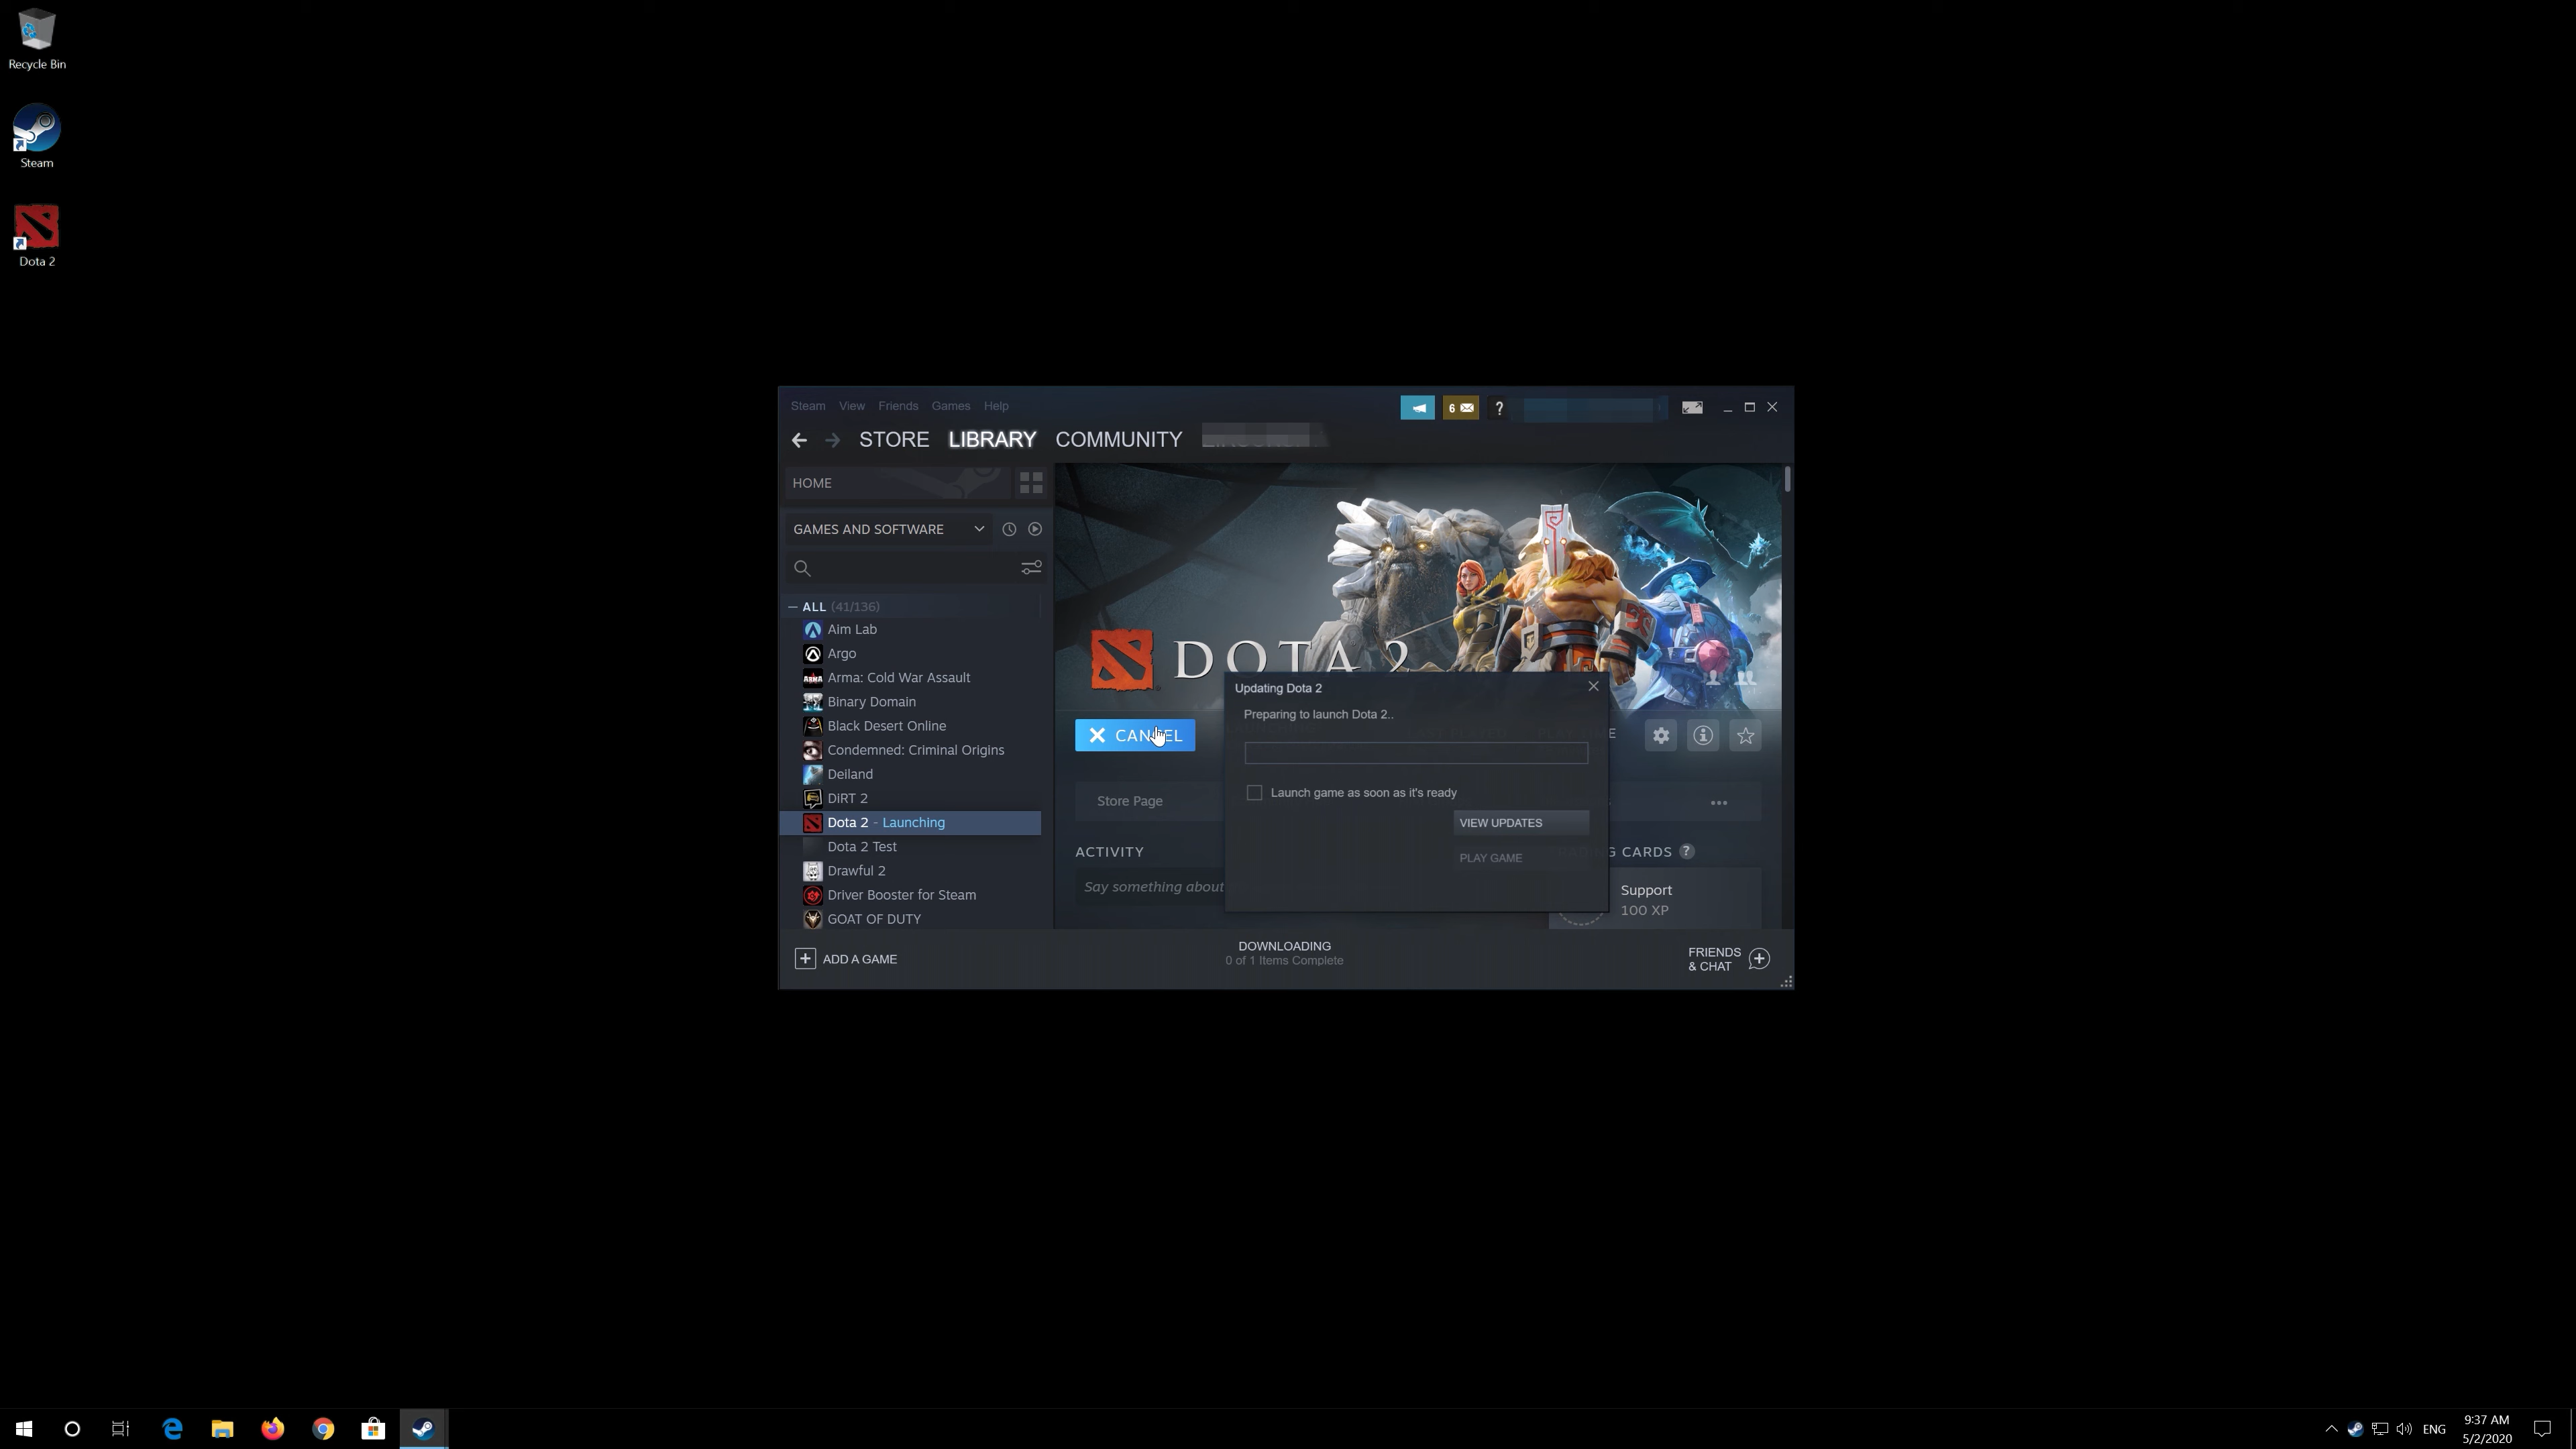 Recycle Bin
Steam
Dota 2
Steam View Friends Games Help
6 ?
STORE LIBRARY COMMUNITY
HOME
GAMES AND SOFTWARE
ALL (41/136)
Aim Lab
Argo
Arma: Cold War Assault
Binary Domain
Black Desert Online
Condemned: Criminal Origins
Deiland
DiRT 2
Dota 2 - Launching
Dota 2 Test
Drawful 2
Driver Booster for Steam
GOAT OF DUTY
DOTA 2
CANCEL
Store Page
ACTIVITY
Say something about
Updating Dota 2
Preparing to launch Dota 2..
Launch game as soon as it's ready
VIEW UPDATES
PLAY GAME
CARDS ?
Support
100 XP
ADD A GAME
DOWNLOADING
0 of 1 Items Complete
FRIENDS
& CHAT
ENG
9:37 AM
5/2/2020